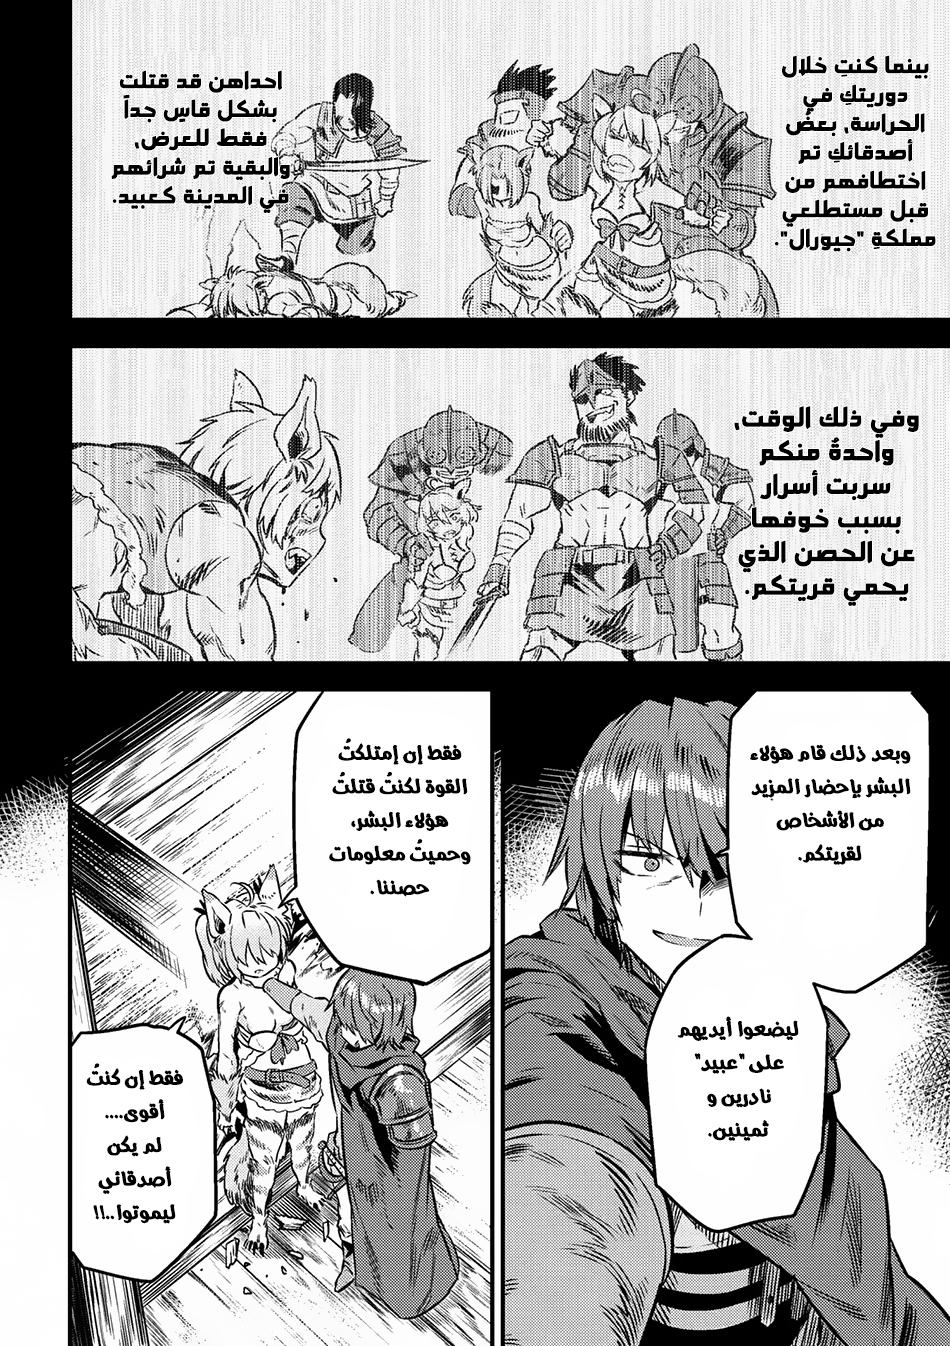 بينما كنتِ خلال
دوريتكِ في
الحراسة, بعضُ
أصدقائكِ تم
اختطافهم من
قبل مستطلعي
مملكةِ "جيورال".
احداهن قد قتلت
بشكل قاسٍ جداً
فقط للعرض,
والبقية تم شرائهم
في المدينة كعبيد.
وفي ذلك الوقت,
واحدةُ منكم
سربت أسرار
بسبب خوفها
عن الحصن الذي
يحمي قريتكم.
وبعد ذلك قام هؤلاء
البشر بإحضار المزيد
من الأشخاص
لقريتكم.
ليضعوا أيديهم
على "عبيد"
نادرين و
ثمينين.
فقط إن إمتلكتُ
القوة لكنتُ قتلتُ
هؤلاء البشر,
وحميتُ معلومات
حصننا.
فقط إن كنتُ
أقوى....
لم يكن
أصدقائي
ليموتوا..!!